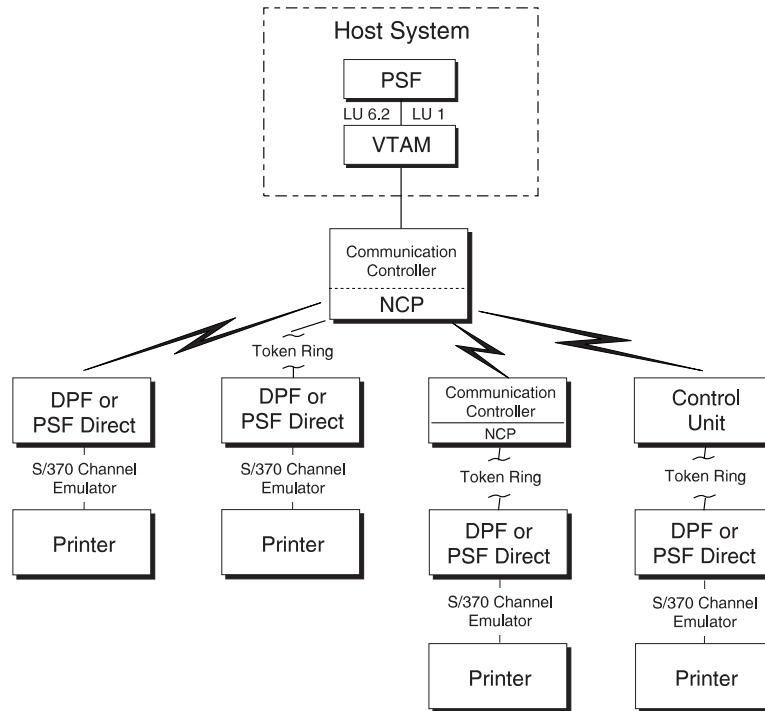 Host System
PSF
LU 6.2 LU 1
VTAM
Communication
Controller
NCP
Token Ring
DPF or
PSF Direct
DPF or
PSF Direct
Communication
Controller
NCP
Control
Unit
S/370 Channel
Emulator
S/370 Channel
Emulator
Token Ring
Token Ring
Printer
Printer
DPF or
PSF Direct
DPF or
PSF Direct
S/370 Channel
Emulator
S/370 Channel
Emulator
Printer
Printer